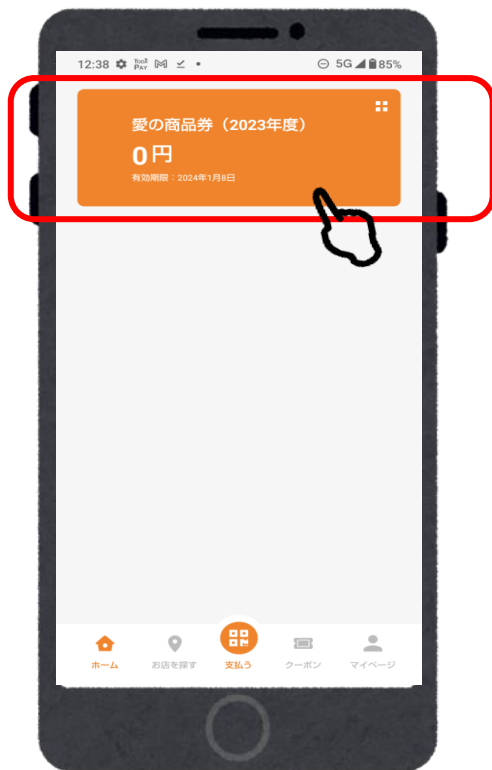 12:38 Tosa PAY 5G 85%
愛の商品券（2023年度）
0円
有効期限：2024年1月8日
ホーム お店を探す 支払う クーポン マイページ